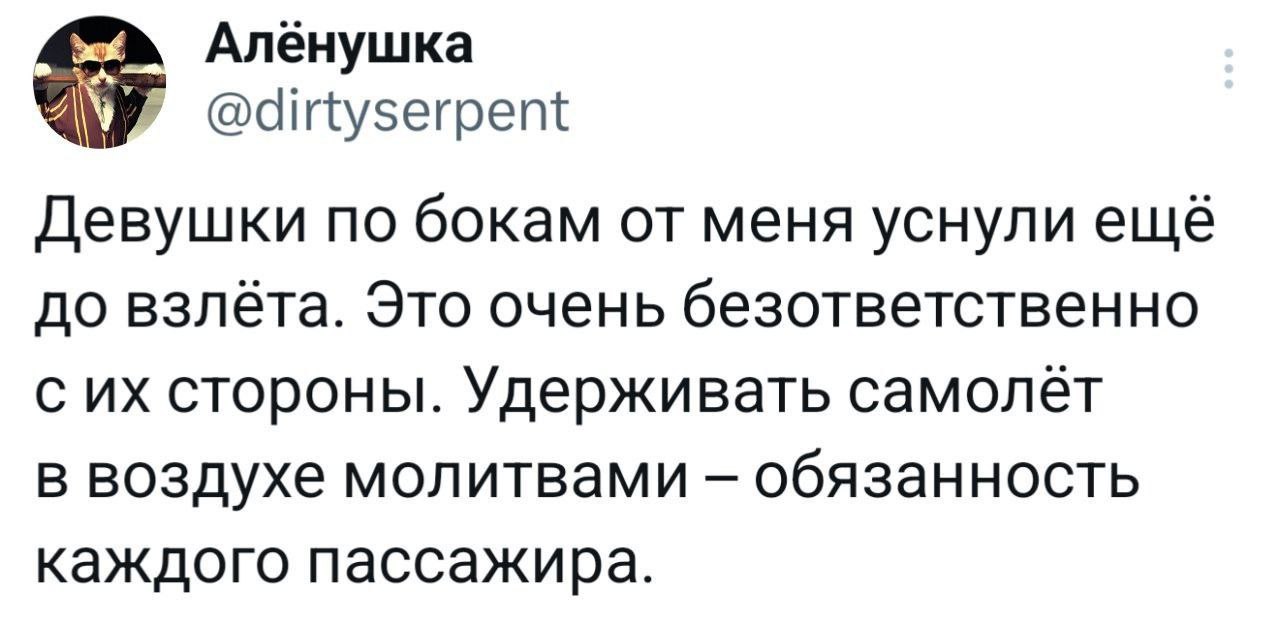 Алёнушка
@dirtyserpent
Девушки по бокам от меня уснули ещё
до взлёта. Это очень безответственно
с их стороны. Удерживать самолёт
в воздухе молитвами – обязанность
каждого пассажира.